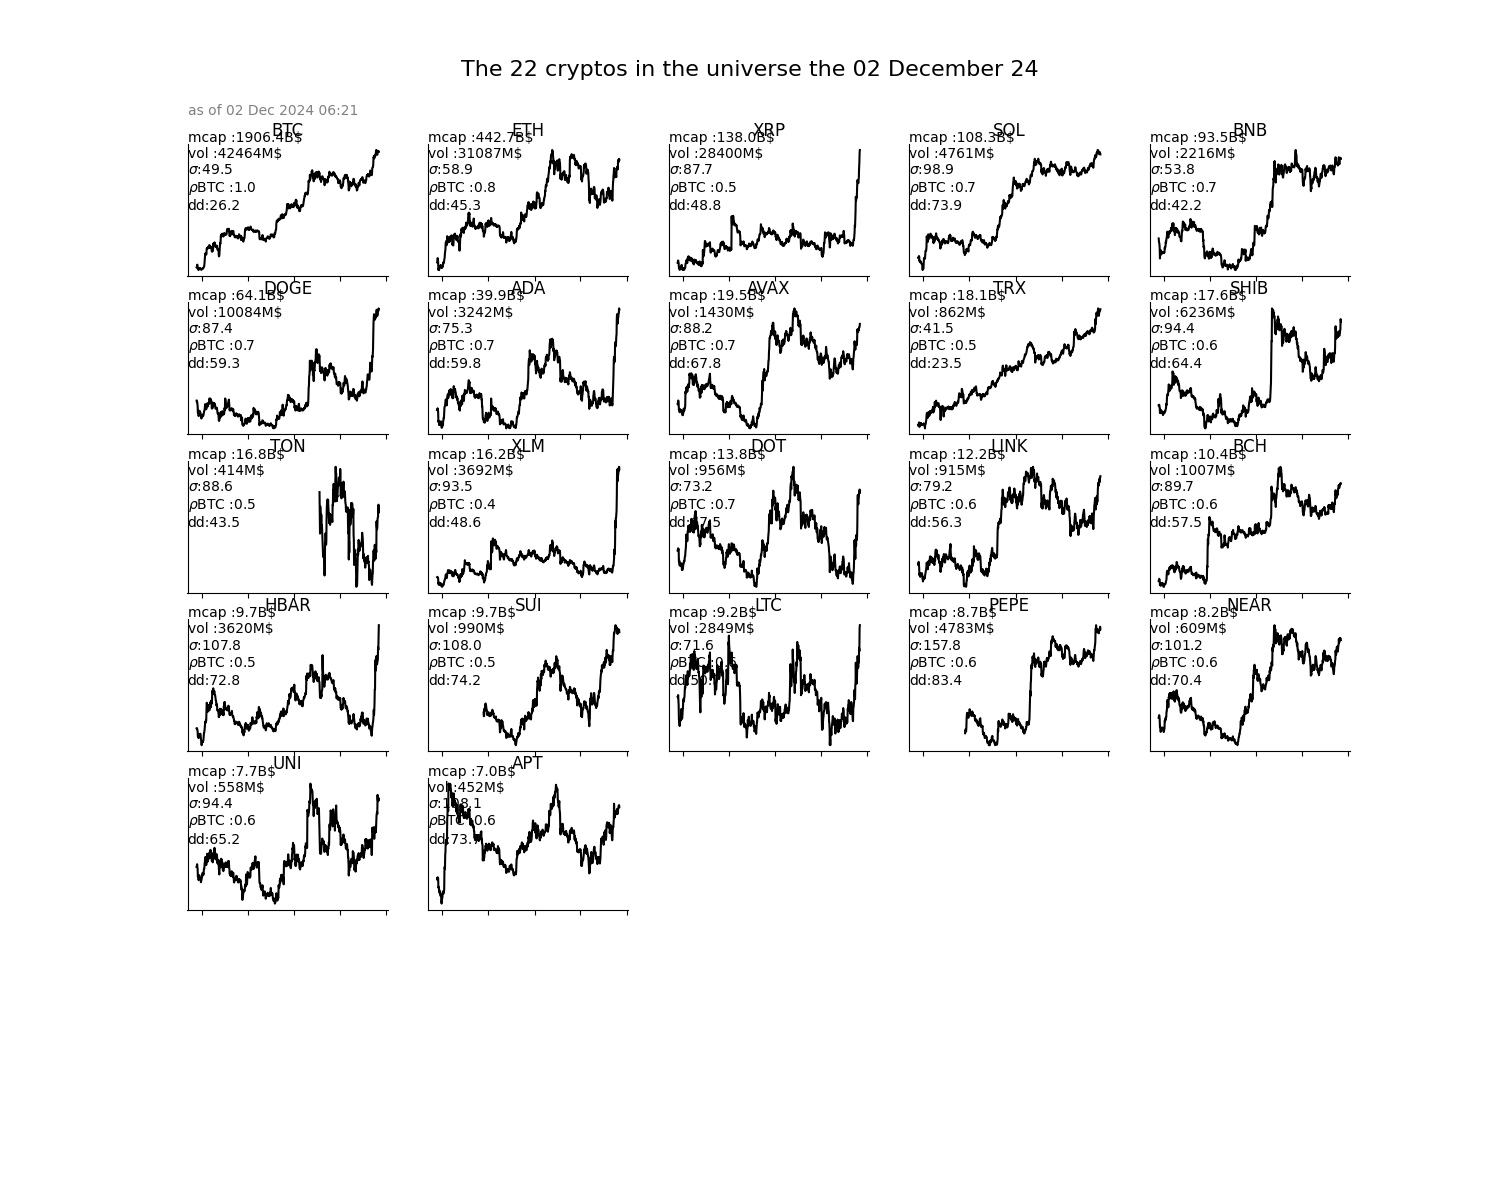 The 22 cryptos in the universe the 02 December 24
as of 02 Dec 2024 06:21
BTC
mcap :1906.4B$
vol :42464M$
σ:49.5
ρBTC :1.0
dd:26.2
ETH
mcap :442.7B$
vol :31087M$
σ:58.9
ρBTC :0.8
dd:45.3
XRP
mcap :138.0B$
vol :28400M$
σ:87.7
ρBTC :0.5
dd:48.8
SOL
mcap :108.3B$
vol :4761M$
σ:98.9
ρBTC :0.7
dd:73.9
BNB
mcap :93.5B$
vol :2216M$
σ:53.8
ρBTC :0.7
dd:42.2
DOGE
mcap :64.1B$
vol :10084M$
σ:87.4
ρBTC :0.7
dd:59.3
ADA
mcap :39.9B$
vol :3242M$
σ:75.3
ρBTC :0.7
dd:59.8
AVAX
mcap :19.5B$
vol :1430M$
σ:88.2
ρBTC :0.7
dd:67.8
TRX
mcap :18.1B$
vol :862M$
σ:41.5
ρBTC :0.5
dd:23.5
SHIB
mcap :17.6B$
vol :6236M$
σ:94.4
ρBTC :0.6
dd:64.4
TON
mcap :16.8B$
vol :414M$
σ:88.6
ρBTC :0.5
dd:43.5
XLM
mcap :16.2B$
vol :3692M$
σ:93.5
ρBTC :0.4
dd:48.6
DOT
mcap :13.8B$
vol :956M$
σ:73.2
ρBTC :0.7
LINK
mcap :12.2B$
vol :915M$
σ:79.2
ρBTC :0.6
dd:56.3
BCH
mcap :10.4B$
vol :1007M$
σ:89.7
ρBTC :0.6
dd:57.5
HBAR
mcap :9.7B$
vol :3620M$
σ:107.8
ρBTC :0.5
dd:72.8
SUI
mcap :9.7B$
vol :990M$
σ:108.0
ρBTC :0.5
dd:74.2
LTC
mcap :9.2B$
vol :2849M$
σ:71.6
PEPE
mcap :8.7B$
vol :4783M$
σ:157.8
ρBTC :0.6
dd:83.4
NEAR
mcap :8.2B$
vol :609M$
σ:101.2
ρBTC :0.6
dd:70.4
UNI
mcap :7.7B$
vol :558M$
σ:94.4
ρBTC :0.6
dd:65.2
APT
mcap :7.0B$
vol :452M$
σ:108.1
ρBTC :0.6